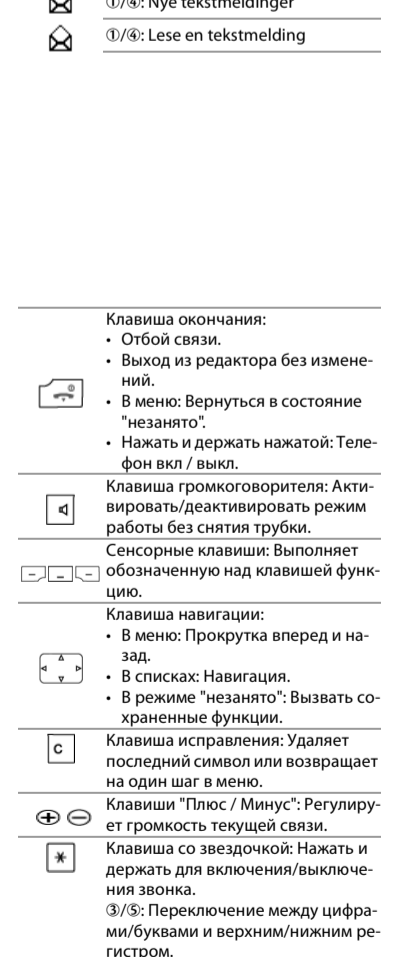 ①/④: Nye tekstmeldinger
①/④: Lese en tekstmelding
Клавиша окончания:
• Отбой связи.
• Выход из редактора без измене-
ний.
• В меню: Вернуться в состояние
"незанято".
• Нажать и держать нажатой: Теле-
фон вкл / выкл.
Клавиша громкоговорителя: Акти-
вировать/деактивировать режим
работы без снятия трубки.
Сенсорные клавиши: Выполняет
обозначенную над клавишей функ-
цию.
Клавиша навигации:
• В меню: Прокрутка вперед и на-
зад.
• В списках: Навигация.
• В режиме "незанято": Вызвать со-
храненные функции.
C
Клавиша исправления: Удаляет
последний символ или возвращает
на один шаг в меню.
Клавиши "Плюс / Минус": Регулиру-
ет громкость текущей связи.
*
Клавиша со звездочкой: Нажать и
держать для включения/выключе-
ния звонка.
③/⑤: Переключение между цифра-
ми/буквами и верхним/нижним ре-
гистром.